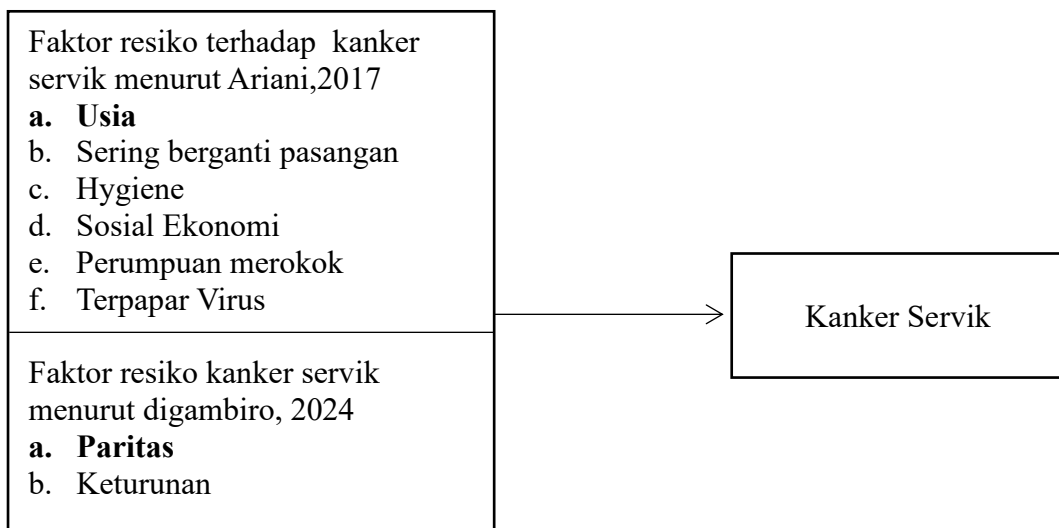 Faktor resiko terhadap kanker
servik menurut Ariani,2017
a. Usia
b. Sering berganti pasangan
c. Hygiene
d. Sosial Ekonomi
e. Perumpuan merokok
f. Terpapar Virus
Faktor resiko kanker servik
menurut digambiro, 2024
a. Paritas
b. Keturunan
Kanker Servik